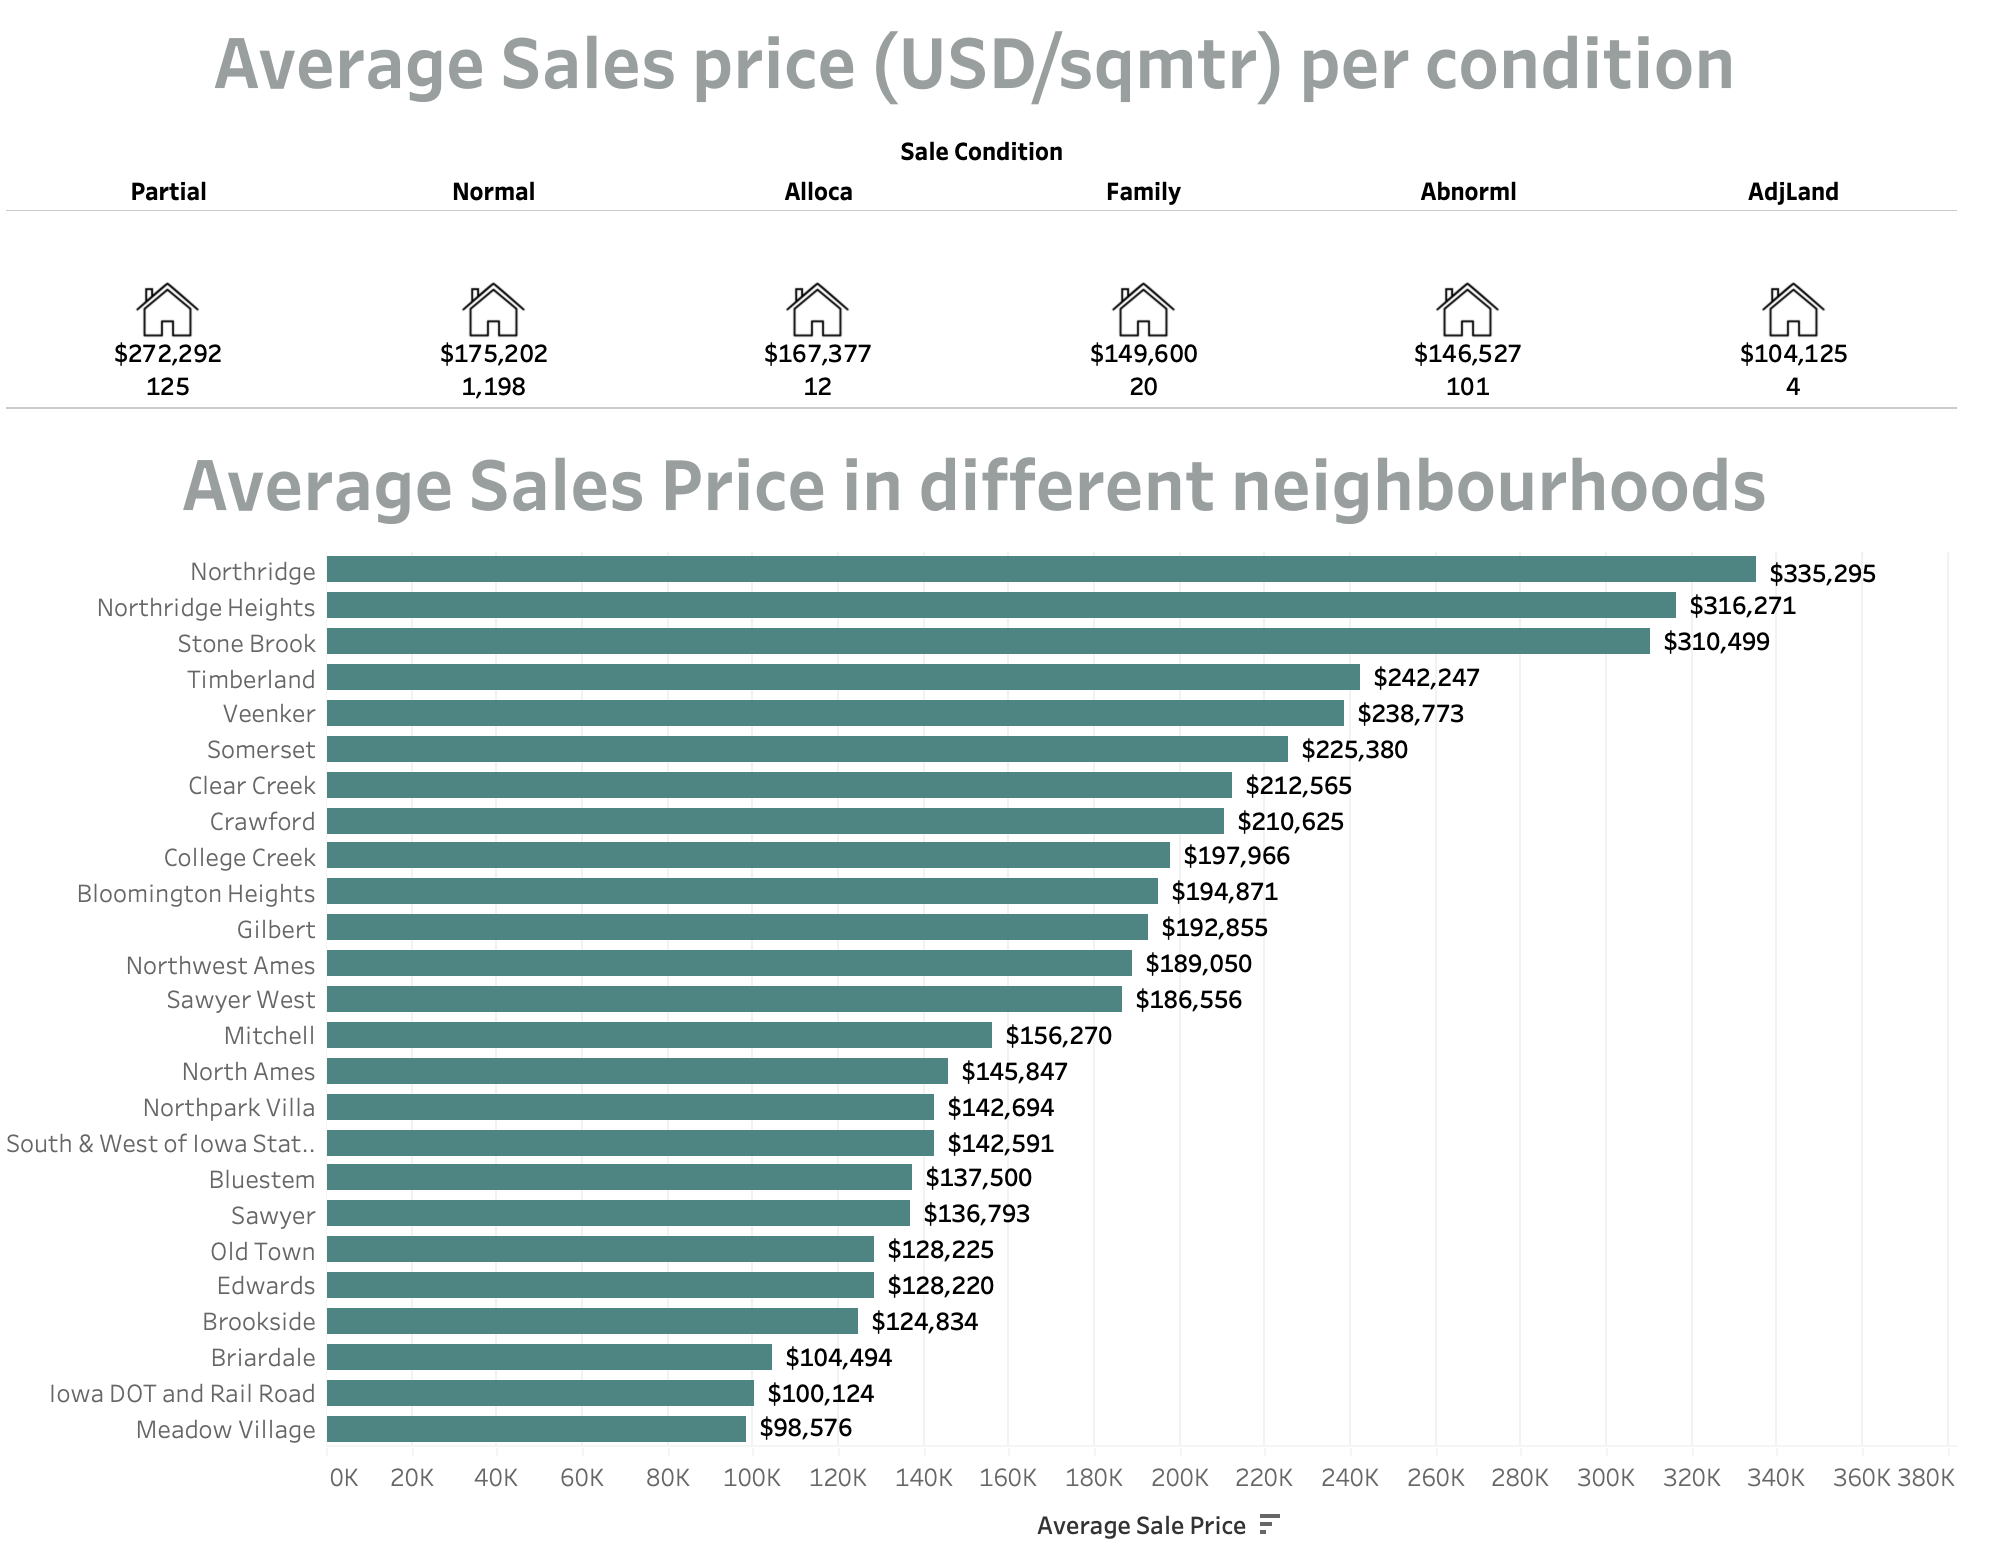 Average Sales price (USD/sqmtr) per condition
Sale Condition
Partial Normal Alloca Family Abnorml AdjLand
$272,292 $175,202 $167,377 $149,600 $146,527 $104,125
125 1,198 12 20 101 4
Average Sales Price in different neighbourhoods
Northridge $335,295
Northridge Heights $316,271
Stone Brook $310,499
Timberland $242,247
Veenker $238,773
Somerset $225,380
Clear Creek $212,565
Crawford $210,625
College Creek $197,966
Bloomington Heights $194,871
Gilbert $192,855
Northwest Ames $189,050
Sawyer West $186,556
Mitchell $156,270
North Ames $145,847
Northpark Villa $142,694
South & West of Iowa Stat.. $142,591
Bluestem $137,500
Sawyer $136,793
Old Town $128,225
Edwards $128,220
Brookside $124,834
Briardale $104,494
Iowa DOT and Rail Road $100,124
Meadow Village $98,576
0K 20K 40K 60K 80K 100K 120K 140K 160K 180K 200K 220K 240K 260K 280K 300K 320K 340K 360K 380K
Average Sale Price